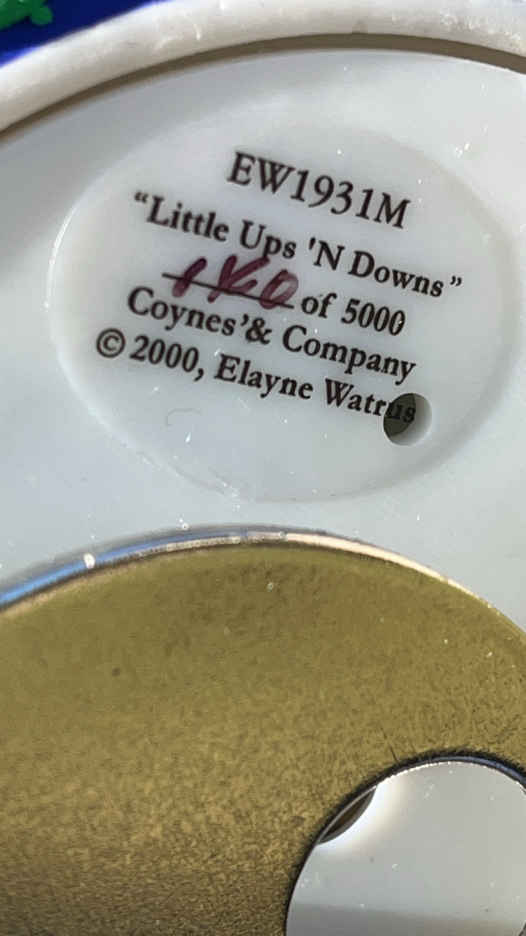 EW1931M
“Little Ups 'N Downs”
of 5000
Coynes'& Company
© 2000, Elayne Watrus